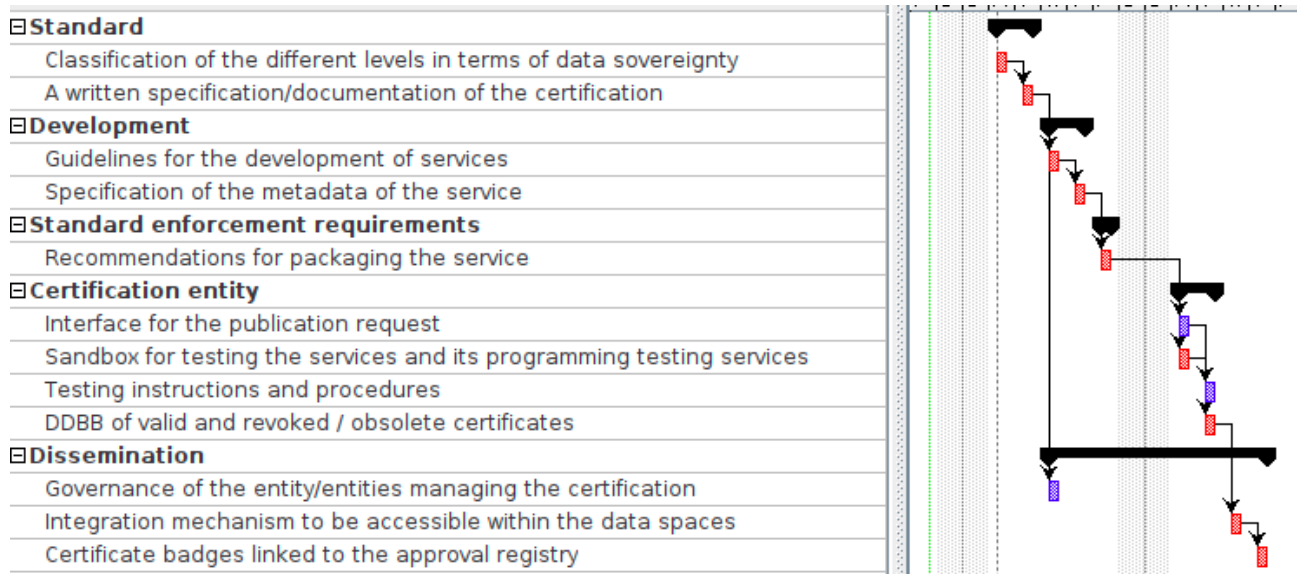 Standard
Classification of the different levels in terms of data sovereignty
A written specification/documentation of the certification
Development
Guidelines for the development of services
Specification of the metadata of the service
Standard enforcement requirements
Recommendations for packaging the service
Certification entity
Interface for the publication request
Sandbox for testing the services and its programming testing services
Testing instructions and procedures
DDBB of valid and revoked / obsolete certificates
Dissemination
Governance of the entity/entities managing the certification
Integration mechanism to be accessible within the data spaces
Certificate badges linked to the approval registry